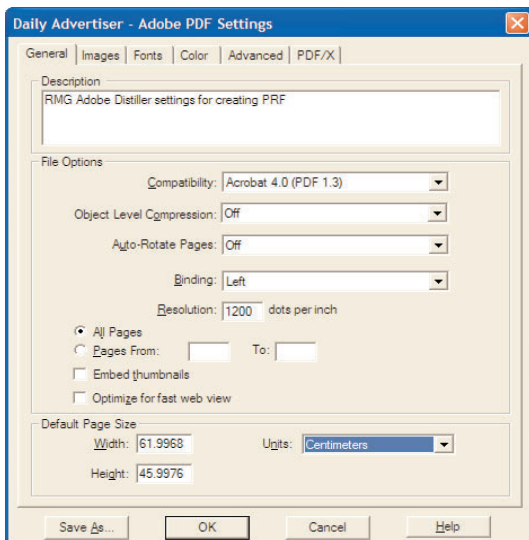 Daily Advertiser - Adobe PDF Settings
General Images Fonts Color Advanced PDF/X
Description
RMG Adobe Distiller settings for creating PRF
File Options
Compatibility: Acrobat 4.0 (PDF 1.3)
Object Level Compression: Off
Auto-Rotate Pages: Off
Binding: Left
Resolution: 1200 dots per inch
All Pages
Pages From: To:
Embed thumbnails
Optimize for fast web view
Default Page Size
Width: 61.9968 Units: Centimeters
Height: 45.9976
Save As... OK Cancel Help